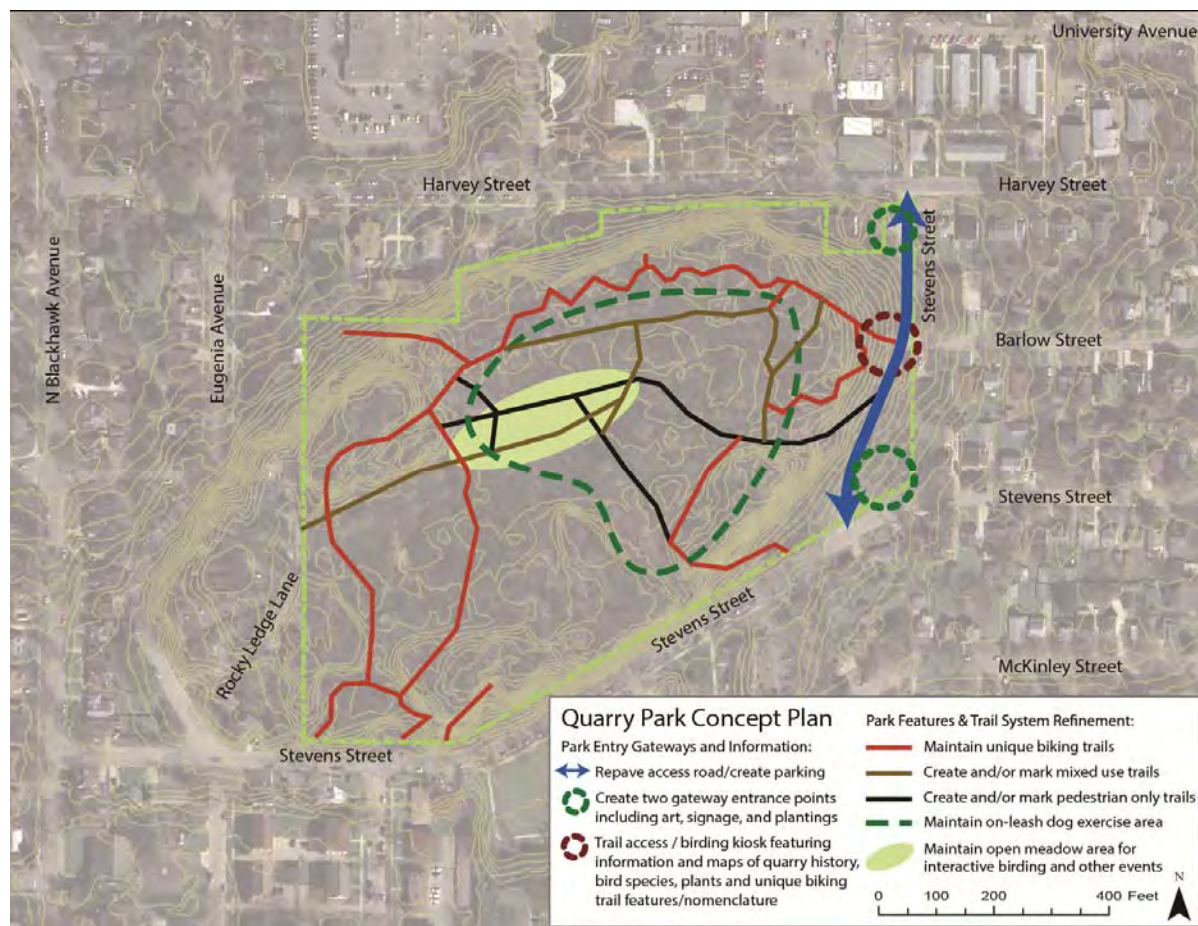 University Avenue
Harvey Street
Harvey Street
Stevens Street
N Blackhawk Avenue
Eugenia Avenue
Barlow Street
Stevens Street
Rocky Ledge Lane
Stevens Street
McKinley Street
Stevens Street
Quarry Park Concept Plan
Park Entry Gateways and Information:
Repave access road/create parking
Create two gateway entrance points
including art, signage, and plantings
Trail access / birding kiosk featuring
information and maps of quarry history,
bird species, plants and unique biking
trail features/nomenclature
Park Features & Trail System Refinement:
Maintain unique biking trails
Create and/or mark mixed use trails
Create and/or mark pedestrian only trails
Maintain on-leash dog exercise area
Maintain open meadow area for
interactive birding and other events
N
0 100 200 400 Feet